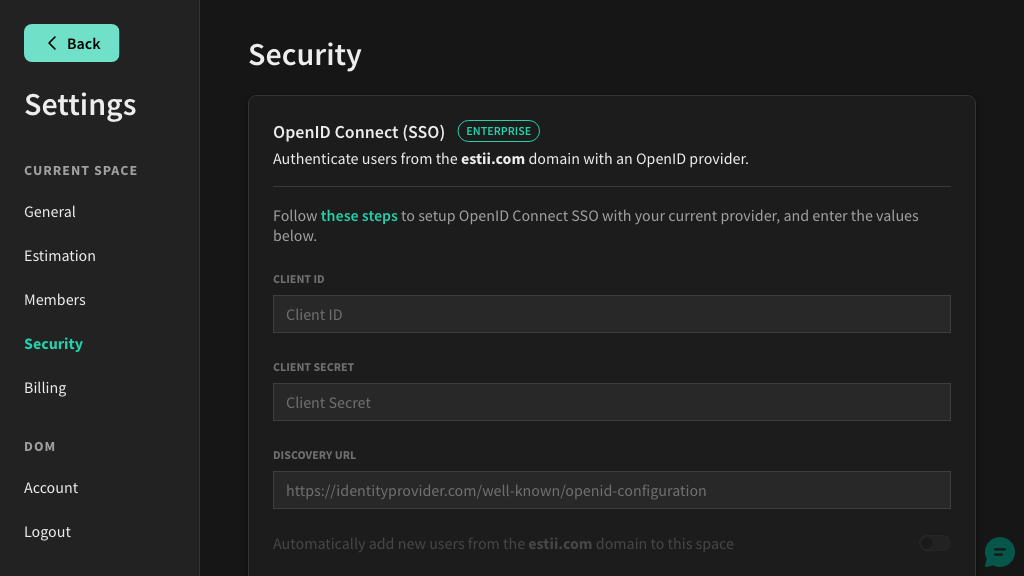 Back
Settings
CURRENT SPACE
General
Estimation
Members
Security
Billing
DOM
Account
Logout
Security
OpenID Connect (SSO) ENTERPRISE
Authenticate users from the estii.com domain with an OpenID provider.
Follow these steps to setup OpenID Connect SSO with your current provider, and enter the values
below.
CLIENT ID
Client ID
CLIENT SECRET
Client Secret
DISCOVERY URL
https://identityprovider.com/well-known/openid-configuration
Automatically add new users from the estii.com domain to this space